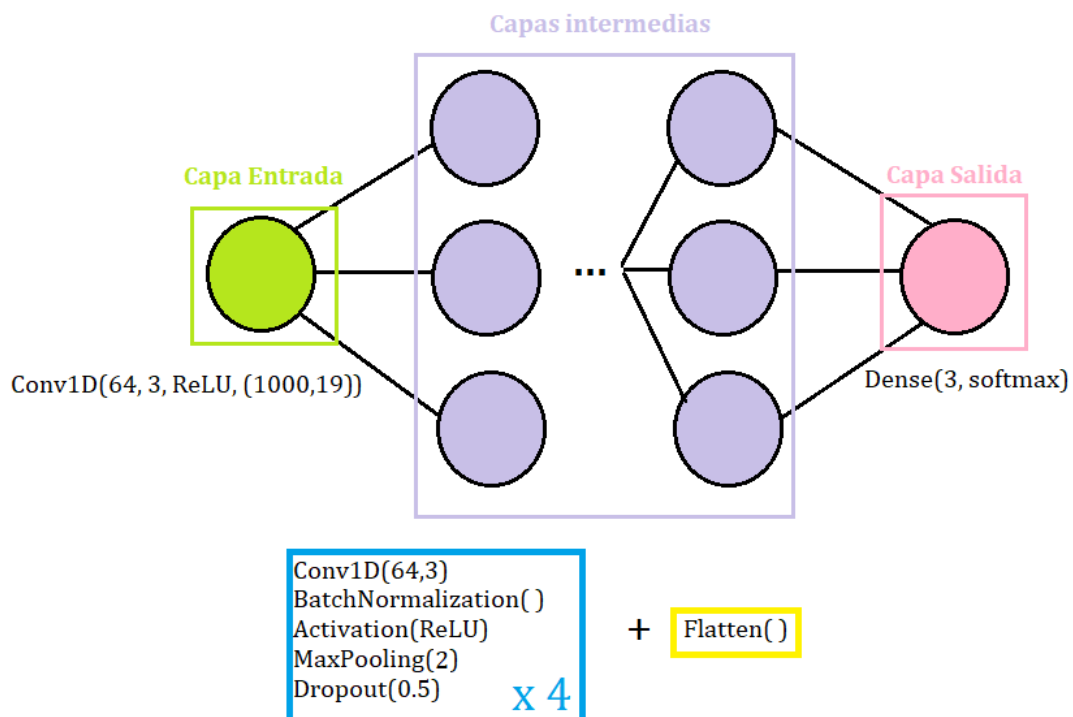 Capas intermedias
Capa Entrada
Capa Salida
...
Conv1D(64, 3, ReLU, (1000,19))
Dense(3, softmax)
Conv1D(64,3)
BatchNormalization( )
Activation(ReLU)
MaxPooling(2)
Dropout(0.5)
x 4
+
Flatten( )